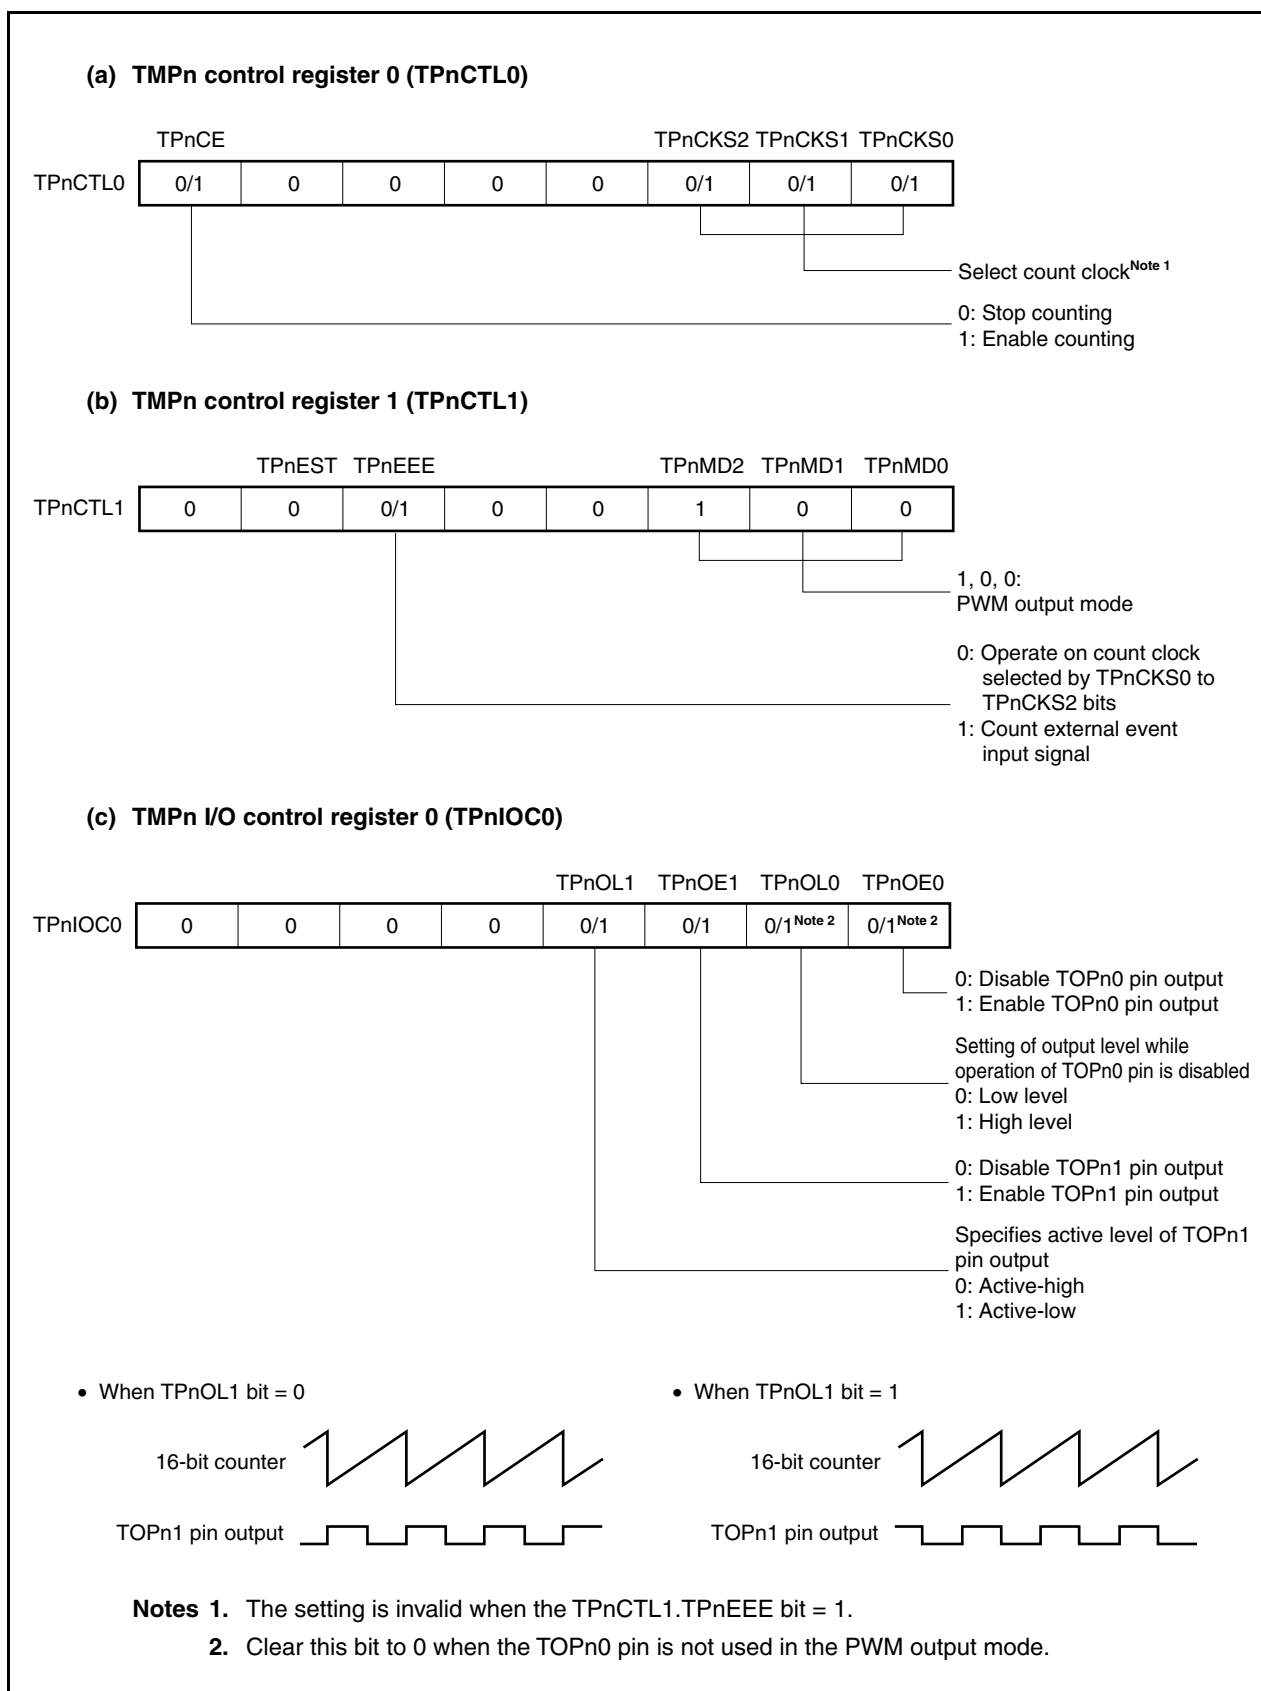 (a) TMPn control register 0 (TPnCTL0)
TPnCE TPnCKS2 TPnCKS1 TPnCKS0
TPnCTL0 0/1 0 0 0 0 0/1 0/1 0/1
Select count clock Note 1
0: Stop counting
1: Enable counting
(b) TMPn control register 1 (TPnCTL1)
TPnEST TPnEEE TPnMD2 TPnMD1 TPnMD0
TPnCTL1 0 0 0/1 0 0 1 0 0
1, 0, 0:
PWM output mode
0: Operate on count clock
selected by TPnCKS0 to
TPnCKS2 bits
1: Count external event
input signal
(c) TMPn I/O control register 0 (TPnIOC0)
TPnOL1 TPnOE1 TPnOL0 TPnOE0
TPnIOC0 0 0 0 0 0/1 0/1 0/1 Note 2 0/1 Note 2
0: Disable TOPn0 pin output
1: Enable TOPn0 pin output
Setting of output level while
operation of TOPn0 pin is disabled
0: Low level
1: High level
0: Disable TOPn1 pin output
1: Enable TOPn1 pin output
Specifies active level of TOPn1
pin output
0: Active-high
1: Active-low
• When TPnOL1 bit = 0
16-bit counter
TOPn1 pin output
• When TPnOL1 bit = 1
16-bit counter
TOPn1 pin output
Notes 1. The setting is invalid when the TPnCTL1.TPnEEE bit = 1.
2. Clear this bit to 0 when the TOPn0 pin is not used in the PWM output mode.